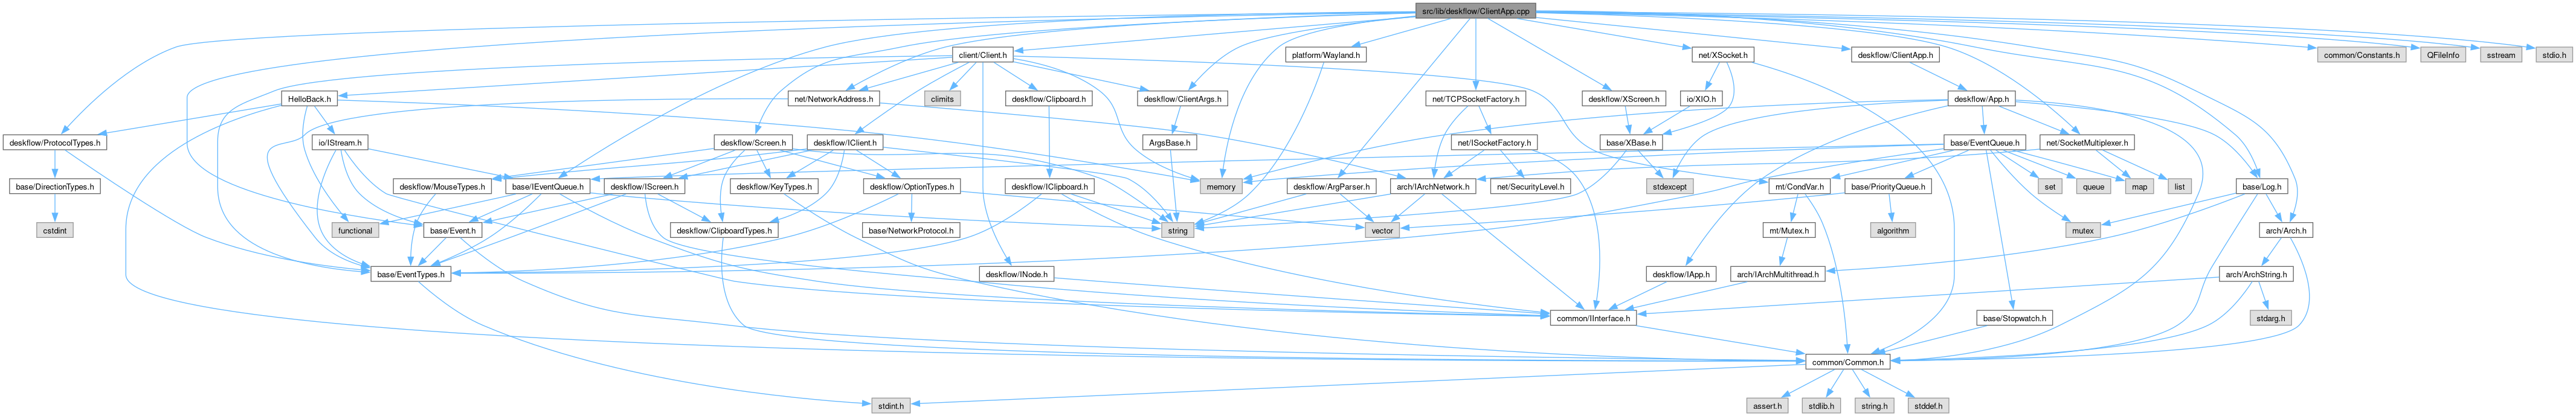 src/lib/deskflow/ClientApp.cpp
client/Client.h
platform/Wayland.h
net/XSocket.h
deskflow/ClientApp.h
common/Constants.h
QFileInfo
sstream
stdio.h
HelloBack.h
net/NetworkAddress.h
climits
deskflow/Clipboard.h
deskflow/ClientArgs.h
net/TCPSocketFactory.h
deskflow/XScreen.h
io/XIO.h
deskflow/App.h
deskflow/ProtocolTypes.h
io/IStream.h
deskflow/Screen.h
deskflow/IClient.h
ArgsBase.h
net/ISocketFactory.h
base/XBase.h
base/EventQueue.h
net/SocketMultiplexer.h
base/DirectionTypes.h
deskflow/MouseTypes.h
base/IEventQueue.h
deskflow/IScreen.h
deskflow/KeyTypes.h
deskflow/OptionTypes.h
deskflow/IClipboard.h
memory
deskflow/ArgParser.h
arch/IArchNetwork.h
net/SecurityLevel.h
stdexcept
mt/CondVar.h
base/PriorityQueue.h
set
queue
map
list
base/Log.h
cstdint
functional
base/Event.h
deskflow/ClipboardTypes.h
base/NetworkProtocol.h
string
vector
mt/Mutex.h
algorithm
mutex
arch/Arch.h
base/EventTypes.h
deskflow/INode.h
deskflow/IApp.h
arch/IArchMultithread.h
arch/ArchString.h
common/IInterface.h
base/Stopwatch.h
stdarg.h
common/Common.h
stdint.h
assert.h
stdlib.h
string.h
stddef.h